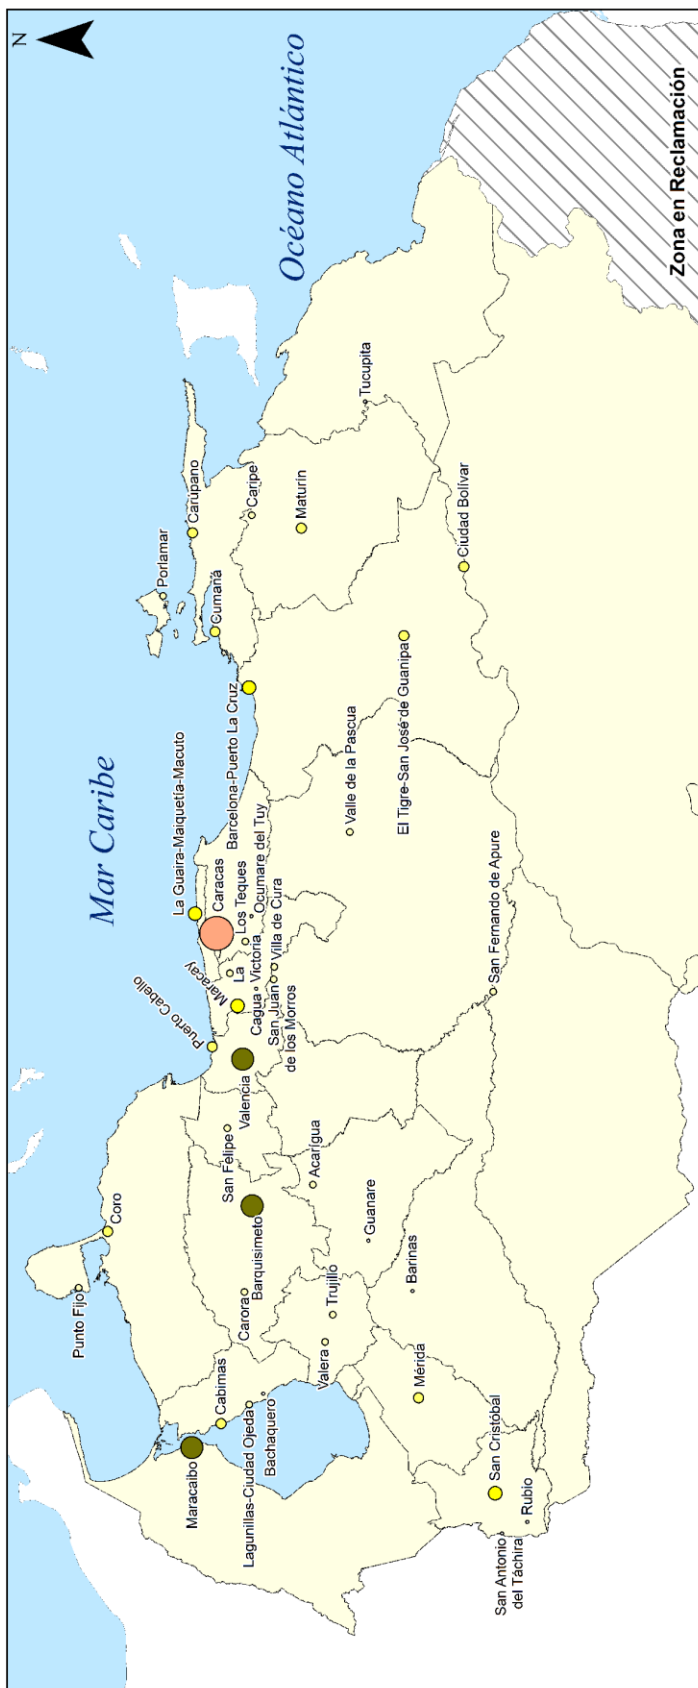 N
Mar Caribe
Océano Atlántico
Zona en Reclamación
Punto Fijo
Coro
Maracaibo
Cabimas
Lagunillas-Ciudad Ojeda
Bachaquero
Carora
Barquisimeto
San Felipe
Puerto Cabello
Valencia
Maracay
Cagua
La
Victoria
San Juan
de los Morros
Villa de Cura
La Guaira-Maiquetía-Macuto
Caracas
Los Teques
Ocumare del Tuy
Barcelona-Puerto La Cruz
Cumaná
Porlamar
Carúpano
Caripe
Maturín
Tucupita
Valera
Trujillo
Acarígua
Guanare
Barinas
Mérida
Valle de la Pascua
El Tigre-San José de Guanipa
Ciudad Bolívar
San Fernando de Apure
San Cristóbal
San Antonio
del Táchira
Rubio